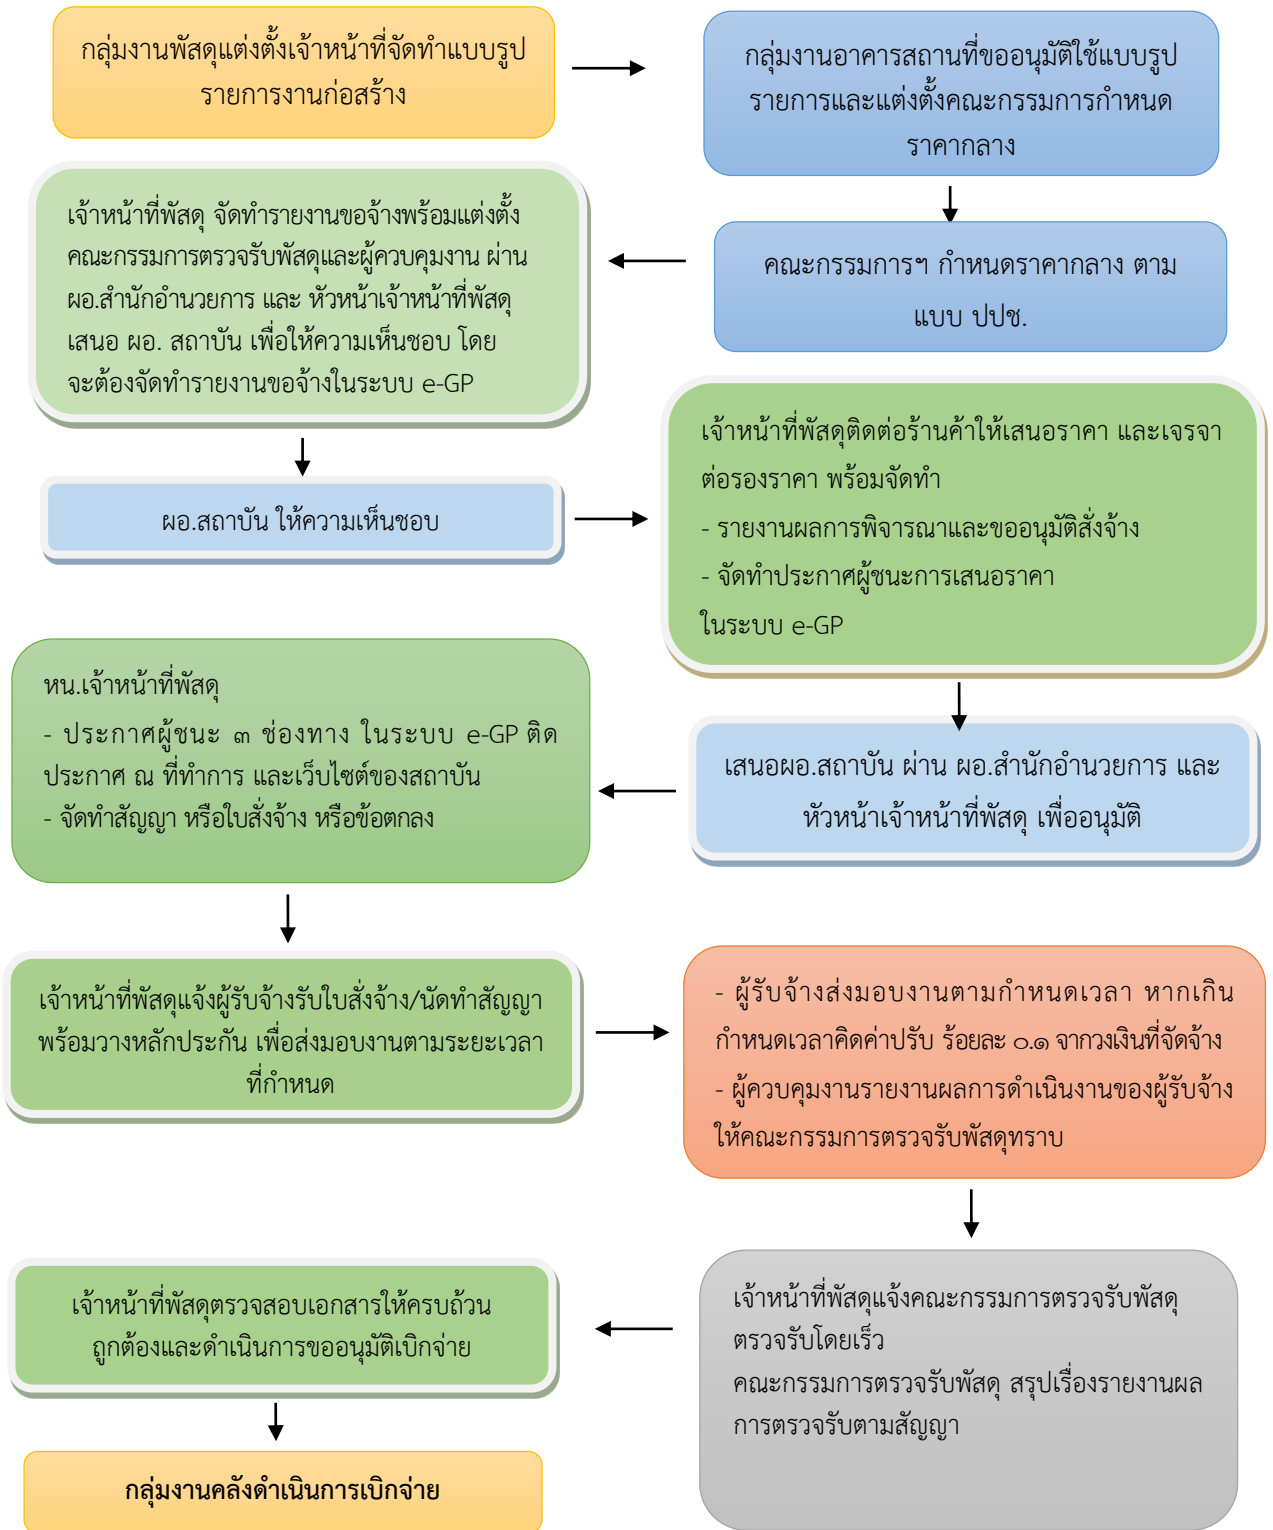 กลุ่มงานพัสดุแต่งตั้งเจ้าหน้าที่จัดทำแบบรูป
รายการงานก่อสร้าง
กลุ่มงานอาคารสถานที่ขออนุมัติใช้แบบรูป
รายการและแต่งตั้งคณะกรรมการกำหนด
ราคากลาง
คณะกรรมการฯ กำหนดราคากลาง ตาม
แบบ ปปช.
เจ้าหน้าที่พัสดุ จัดทำรายงานขอจ้างพร้อมแต่งตั้ง
คณะกรรมการตรวจรับพัสดุและผู้ควบคุมงาน ผ่าน
ผอ.สำนักอำนวยการ และ หัวหน้าเจ้าหน้าที่พัสดุ
เสนอ ผอ. สถาบัน เพื่อให้ความเห็นชอบ โดย
จะต้องจัดทำรายงานขอจ้างในระบบ e-GP
ผอ.สถาบัน ให้ความเห็นชอบ
เจ้าหน้าที่พัสดุติดต่อร้านค้าให้เสนอราคา และเจรจา
ต่อรองราคา พร้อมจัดทำ
- รายงานผลการพิจารณาและขออนุมัติสั่งจ้าง
- จัดทำประกาศผู้ชนะการเสนอราคา
ในระบบ e-GP
เสนอผอ.สถาบัน ผ่าน ผอ.สำนักอำนวยการ และ
หัวหน้าเจ้าหน้าที่พัสดุ เพื่ออนุมัติ
หน.เจ้าหน้าที่พัสดุ
- ประกาศผู้ชนะ ๓ ช่องทาง ในระบบ e-GP ติด
ประกาศ ณ ที่ทำการ และเว็บไซต์ของสถาบัน
- จัดทำสัญญา หรือใบสั่งจ้าง หรือข้อตกลง
เจ้าหน้าที่พัสดุแจ้งผู้รับจ้างรับใบสั่งจ้าง/นัดทำสัญญา
พร้อมวางหลักประกัน เพื่อส่งมอบงานตามระยะเวลา
ที่กำหนด
- ผู้รับจ้างส่งมอบงานตามกำหนดเวลา หากเกิน
กำหนดเวลาคิดค่าปรับ ร้อยละ ๐.๑ จากวงเงินที่จัดจ้าง
- ผู้ควบคุมงานรายงานผลการดำเนินงานของผู้รับจ้าง
ให้คณะกรรมการตรวจรับพัสดุทราบ
เจ้าหน้าที่พัสดุแจ้งคณะกรรมการตรวจรับพัสดุ
ตรวจรับโดยเร็ว
คณะกรรมการตรวจรับพัสดุ สรุปเรื่องรายงานผล
การตรวจรับตามสัญญา
เจ้าหน้าที่พัสดุตรวจสอบเอกสารให้ครบถ้วน
ถูกต้องและดำเนินการขออนุมัติเบิกจ่าย
กลุ่มงานคลังดำเนินการเบิกจ่าย